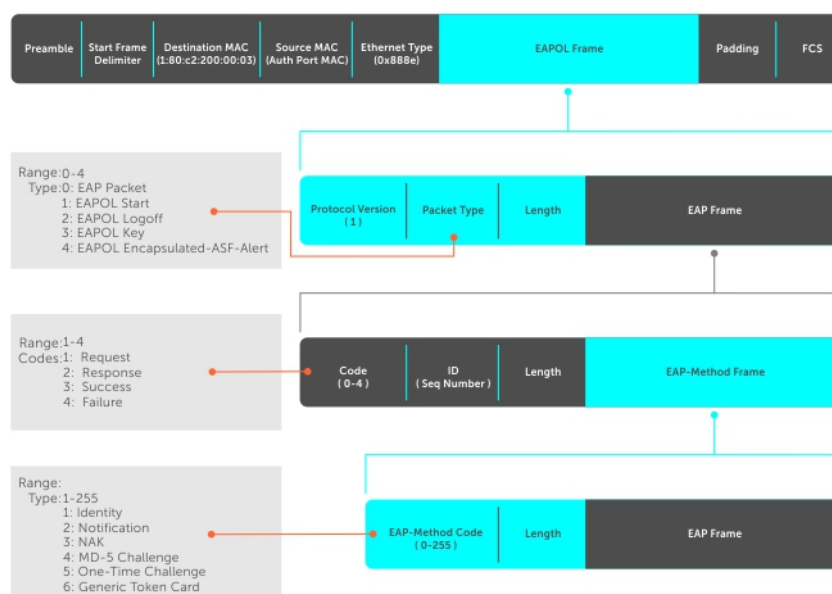 Preamble
Start Frame
Delimiter
Destination MAC
(1:80:c2:200:00:03)
Source MAC
(Auth Port MAC)
Ethernet Type
(0x888e)
EAPOL Frame
Padding
FCS
Range:0-4
Type:0: EAP Packet
1: EAPOL Start
2: EAPOL Logoff
3: EAPOL Key
4: EAPOL Encapsulated-ASF-Alert
Protocol Version
(1)
Packet Type
Length
EAP Frame
Range:1-4
Codes:1: Request
2: Response
3: Success
4: Failure
Code
(0-4)
ID
(Seq Number)
Length
EAP-Method Frame
Range:
Type:1-255
1: Identity
2: Notification
3: NAK
4: MD-5 Challenge
5: One-Time Challenge
6: Generic Token Card
EAP-Method Code
(0-255)
Length
EAP Frame